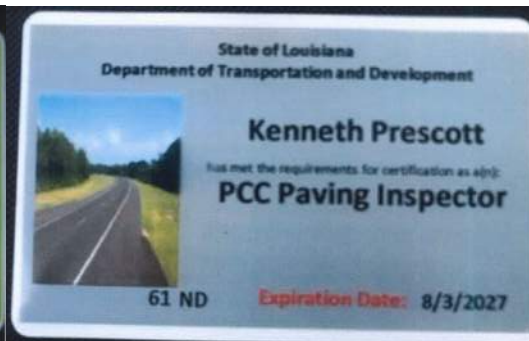 State of Louisiana
Department of Transportation and Development
Kenneth Prescott
has met the requirements for certification as a(n):
PCC Paving Inspector
61 ND
Expiration Date: 8/3/2027